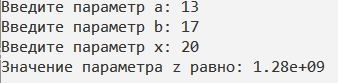 Введите параметр a: 13
Введите параметр b: 17
Введите параметр x: 20
Значение параметра z равно: 1.28e+09